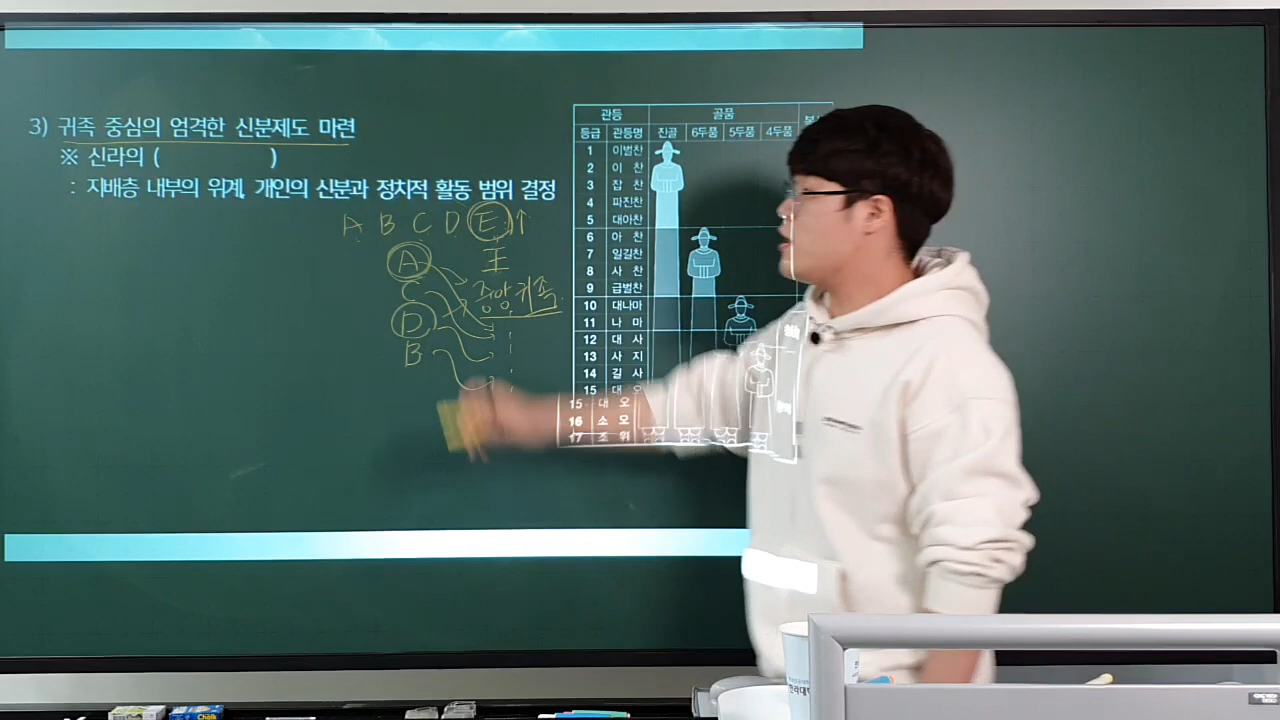 3) 귀족 중심의 엄격한 신분제도 마련
※ 신라의 (          )
: 지배층 내부의 위계, 개인의 신분과 정치적 활동 범위 결정
A B C D E ↑
A 王
C 중앙귀족
D
B
관등 골품
등급 관등명 진골 6두품 5두품 4두품
1 이벌찬
2 이 찬
3 잡 찬
4 파진찬
5 대아찬
6 아 찬
7 일길찬
8 사 찬
9 급벌찬
10 대나마
11 나 마
12 대 사
13 사 지
14 길 사
15 대 오
15 대 오
16 소 오
17 조 위